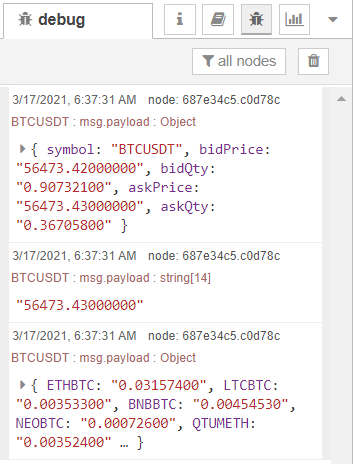 debug
all nodes
3/17/2021, 6:37:31 AM node: 687e34c5.c0d78c
BTCUSDT : msg.payload : Object
{ symbol: "BTCUSDT", bidPrice:
"56473.42000000", bidQty:
"0.90732100", askPrice:
"56473.43000000", askQty:
"0.36705800" }
3/17/2021, 6:37:31 AM node: 687e34c5.c0d78c
BTCUSDT : msg.payload : string[14]
"56473.43000000"
3/17/2021, 6:37:31 AM node: 687e34c5.c0d78c
BTCUSDT : msg.payload : Object
{ ETHBTC: "0.03157400", LTCBTC:
"0.00353300", BNBBTC: "0.00454530",
NEOBTC: "0.00072600", QTUMETH:
"0.00352400" … }